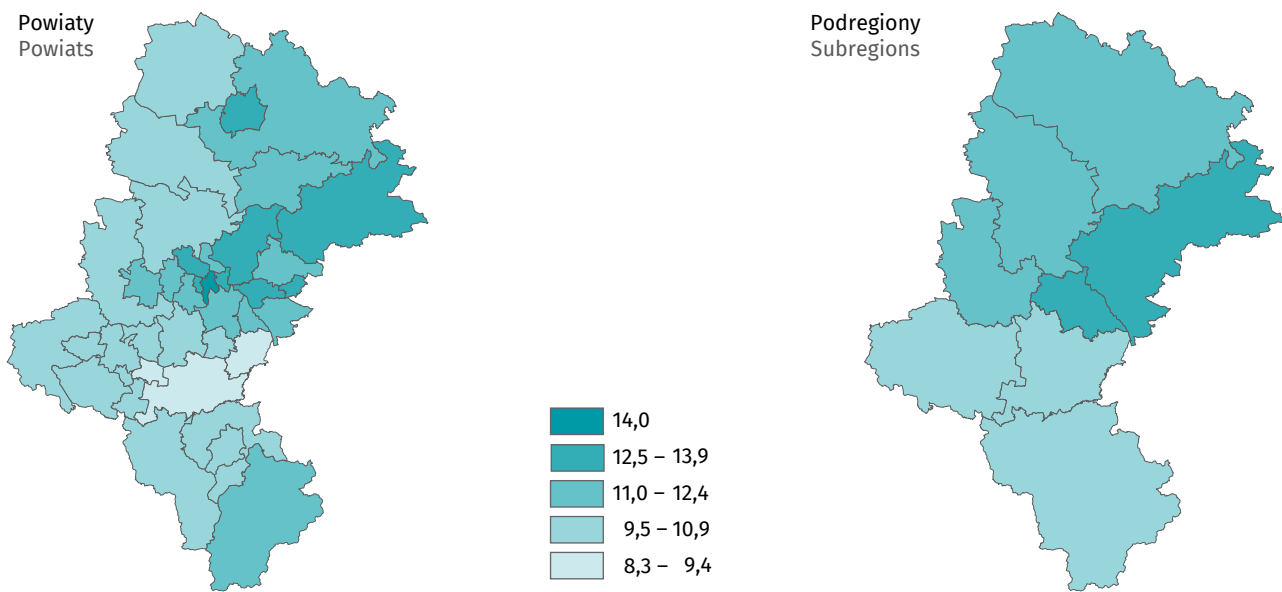 Powiaty
Powiats
Podregiony
Subregions
14,0
12,5 – 13,9
11,0 – 12,4
9,5 – 10,9
8,3 – 9,4